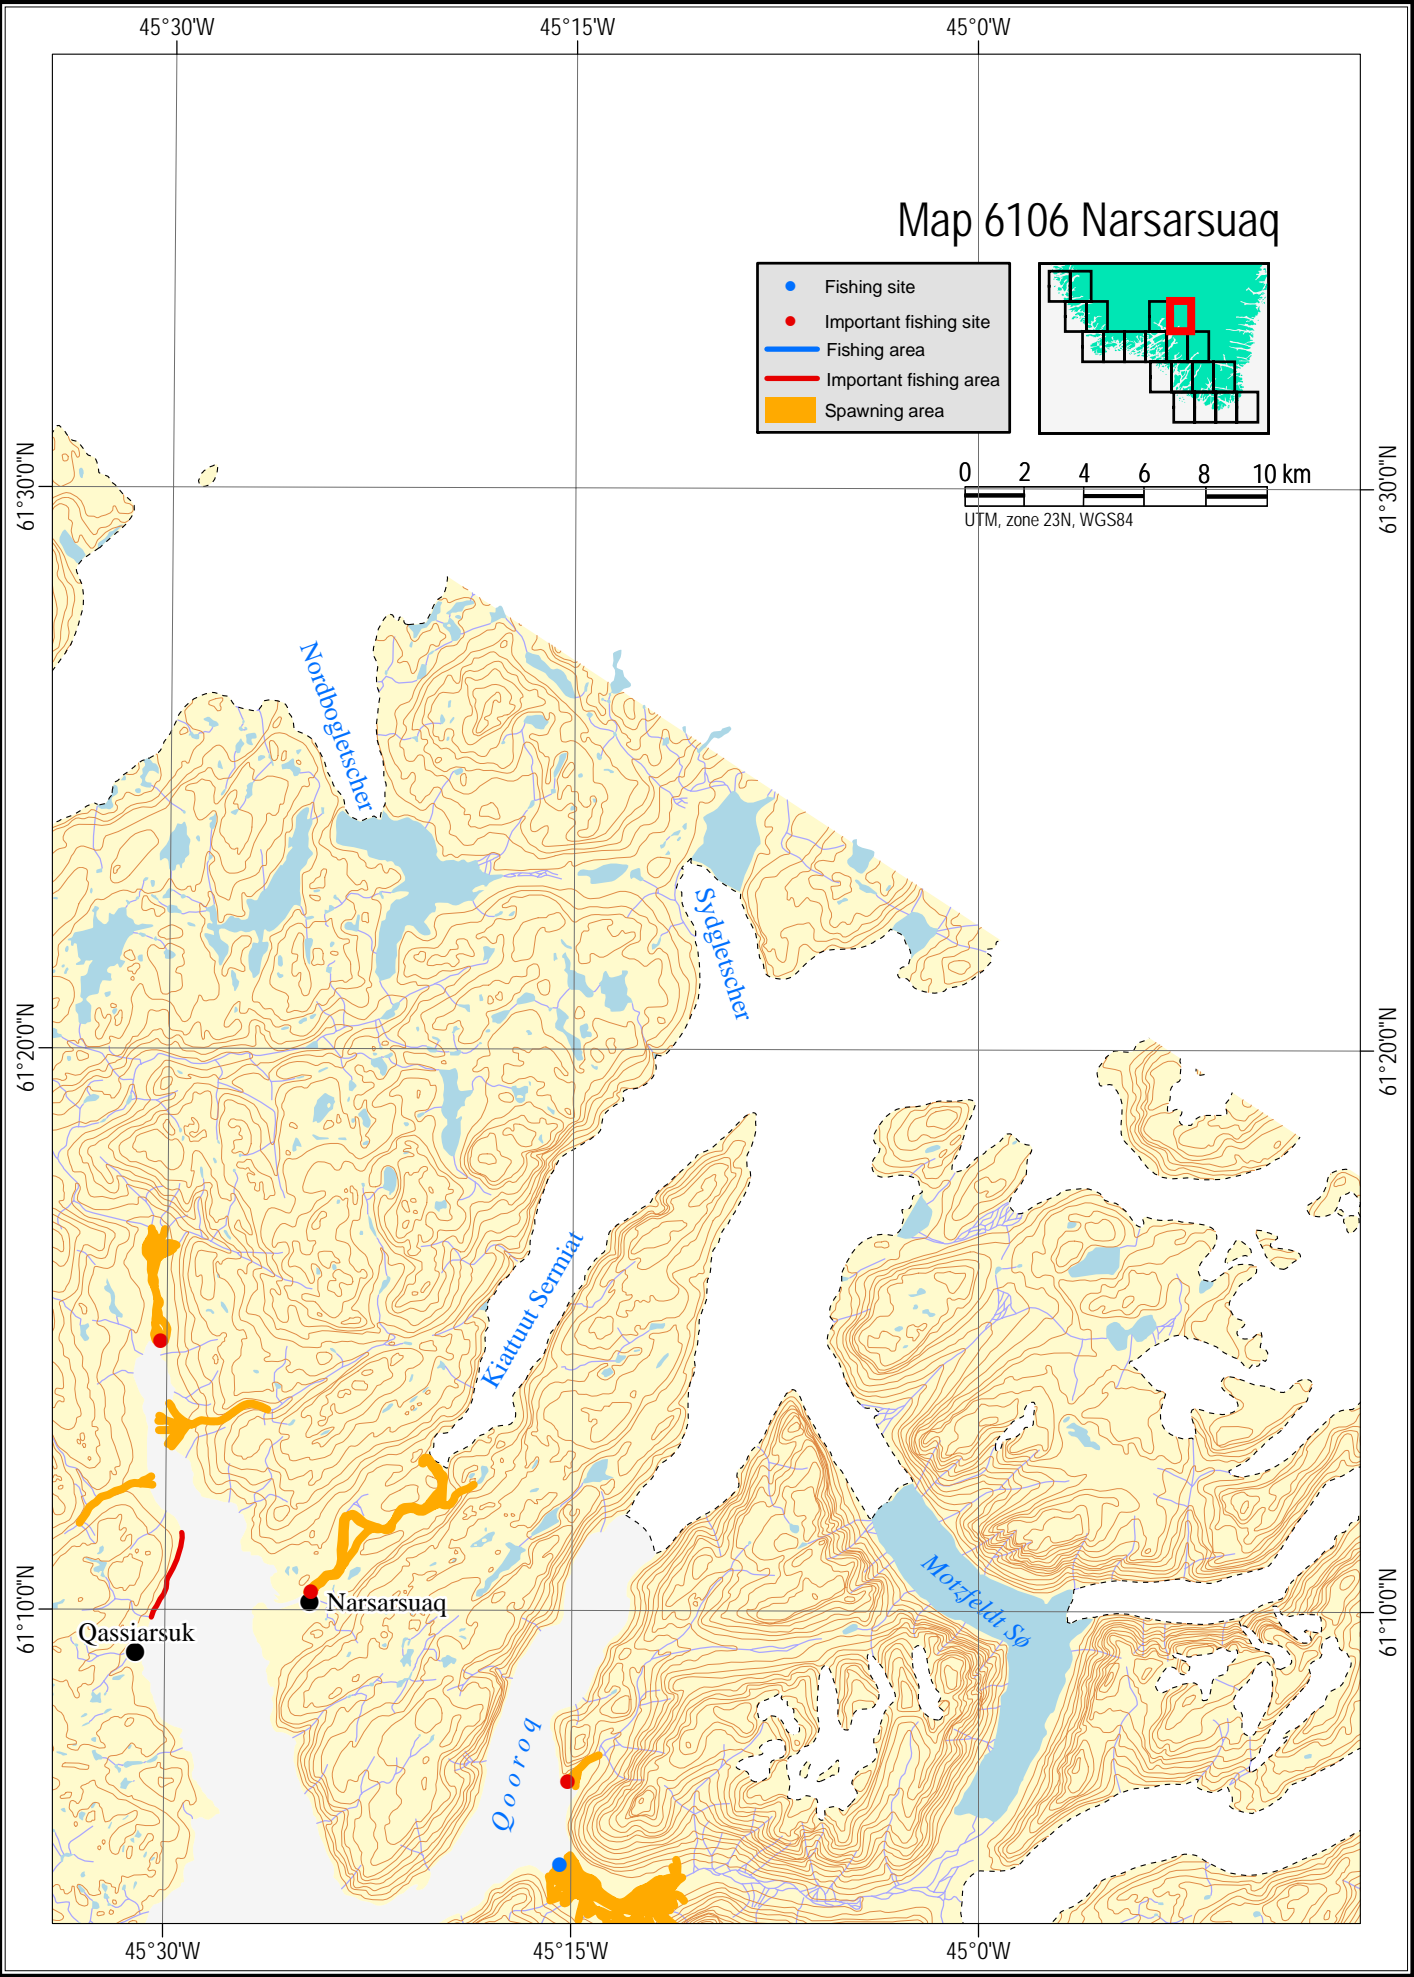 45°30'W
45°15'W
45°0'W
Map 6106 Narsarsuaq
Fishing site
Important fishing site
Fishing area
Important fishing area
Spawning area
61°30'0"N
61°30'0"N
0 2 4 6 8 10 km
UTM, zone 23N, WGS84
Nordbogletscher
Sydgletscher
61°20'0"N
61°20'0"N
Kiattuut Sermiat
Motzfeldt Sø
61°10'0"N
61°10'0"N
Narsarsuaq
Qassiarsuk
Qooroq
45°30'W
45°15'W
45°0'W